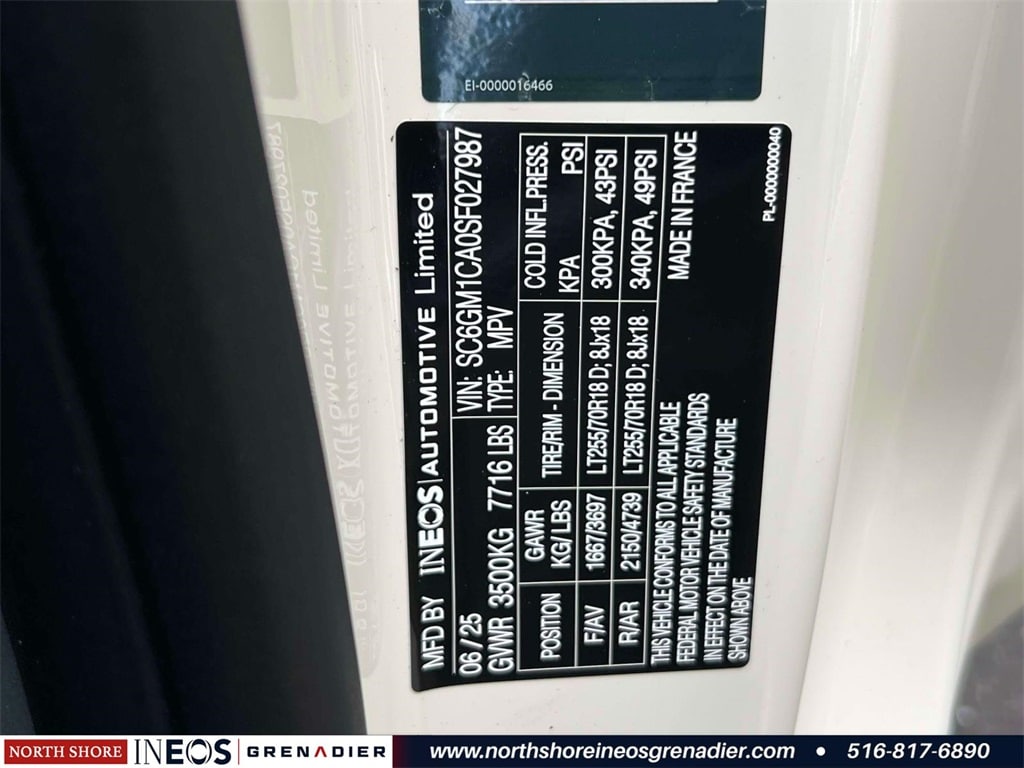 EI-0000016466
MFD BY INEOS|AUTOMOTIVE Limited
06 / 25 VIN: SC6GM1CA0SF027987
GVWR 3500KG 7716 LBS TYPE: MPV
POSITION GAWR KG/LBS TIRE/RIM - DIMENSION COLD INFL.PRESS. KPA PSI
F/AV 1667/3697 LT255/70R18 D; 8Jx18 300KPA, 43PSI
R/AR 2150/4739 LT255/70R18 D; 8Jx18 340KPA, 49PSI
THIS VEHICLE CONFORMS TO ALL APPLICABLE
FEDERAL MOTOR VEHICLE SAFETY STANDARDS
IN EFFECT ON THE DATE OF MANUFACTURE
SHOWN ABOVE
MADE IN FRANCE
PL-0000000040
NORTH SHORE INEOS GRENADIER www.northshoreineosgrenadier.com • 516-817-6890